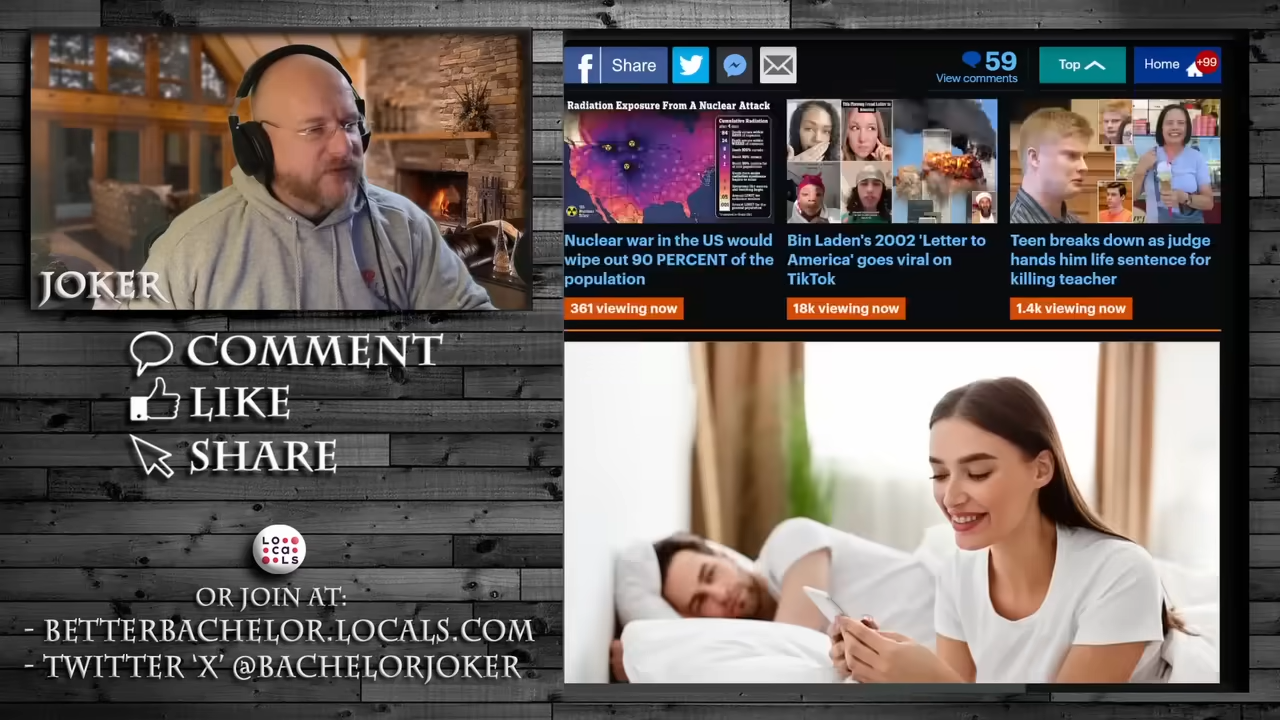 JOKER
COMMENT
LIKE
SHARE
LOCALS
OR JOIN AT:
- BETTERBACHELOR.LOCALS.COM
- TWITTER 'X' @BACHELORJOKER
f Share
59
View comments
Top
Home +99
Radiation Exposure From A Nuclear Attack
Cumulative Radiation
Nuclear war in the US would
wipe out 90 PERCENT of the
population
361 viewing now
Bin Laden's 2002 'Letter to
America' goes viral on
TikTok
18k viewing now
Teen breaks down as judge
hands him life sentence for
killing teacher
1.4k viewing now